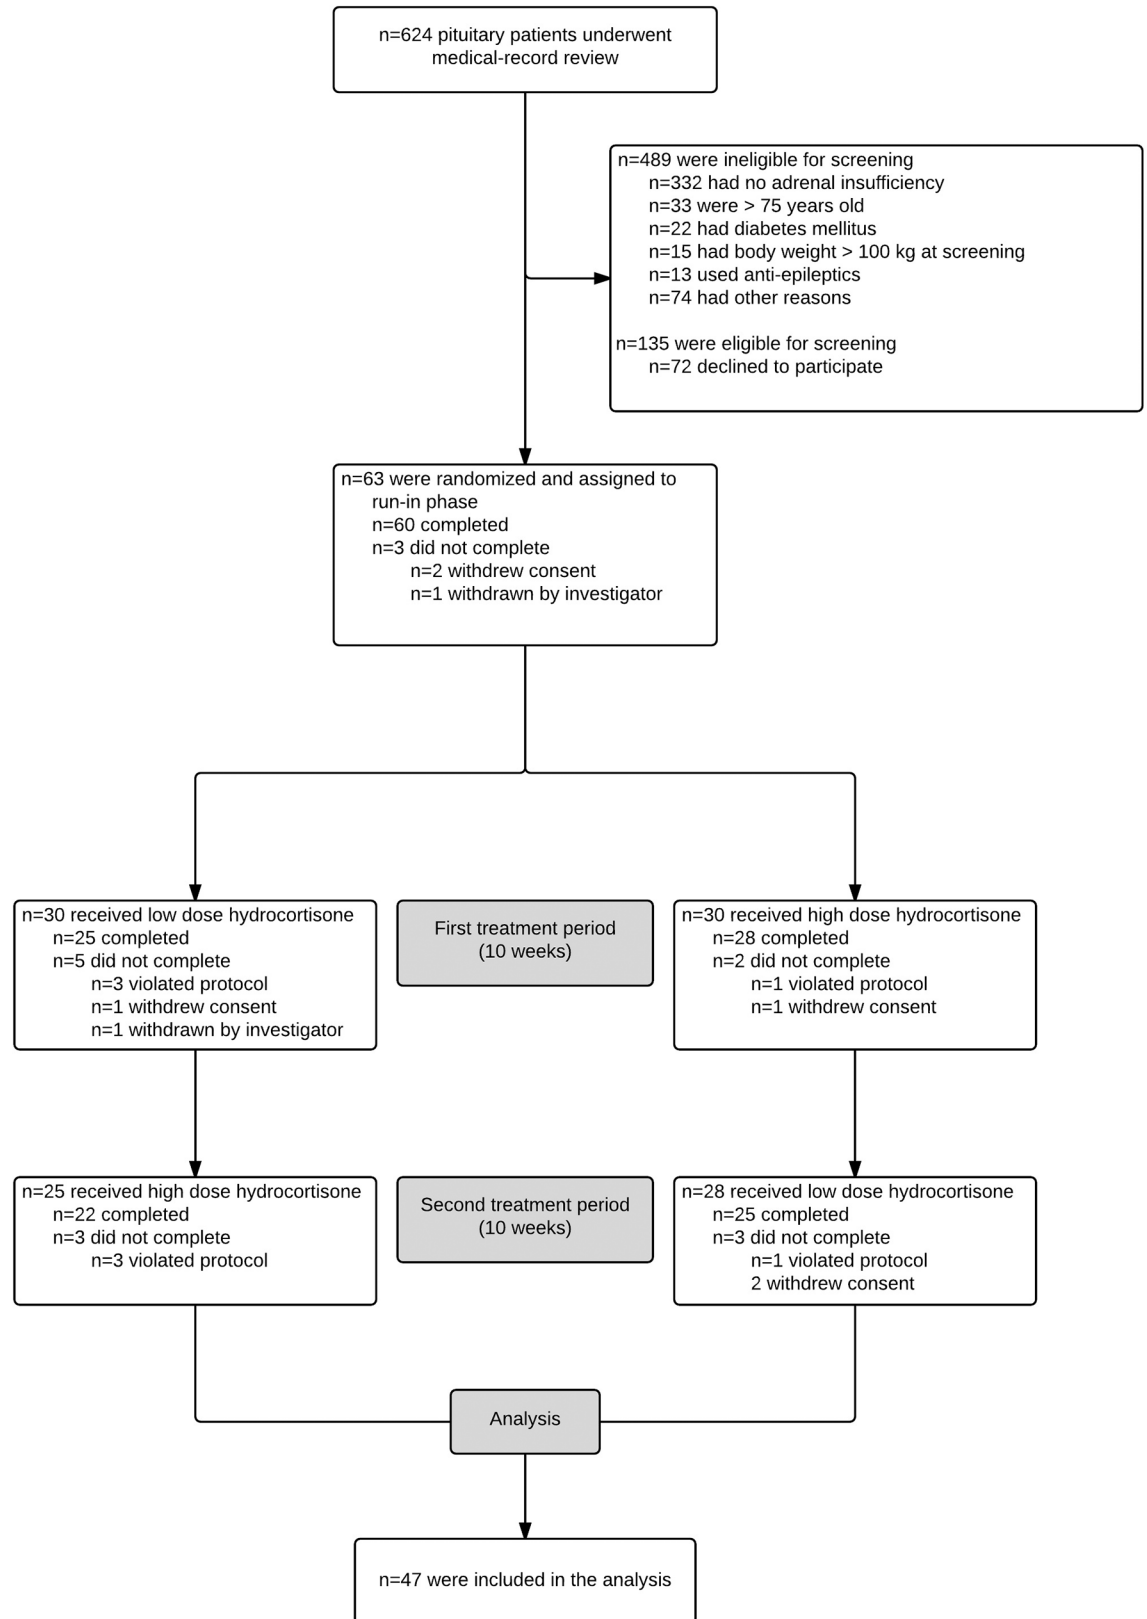 n=624 pituitary patients underwent
medical-record review
n=489 were ineligible for screening
n=332 had no adrenal insufficiency
n=33 were > 75 years old
n=22 had diabetes mellitus
n=15 had body weight > 100 kg at screening
n=13 used anti-epileptics
n=74 had other reasons
n=135 were eligible for screening
n=72 declined to participate
n=63 were randomized and assigned to
run-in phase
n=60 completed
n=3 did not complete
n=2 withdrew consent
n=1 withdrawn by investigator
n=30 received low dose hydrocortisone
n=25 completed
n=5 did not complete
n=3 violated protocol
n=1 withdrew consent
n=1 withdrawn by investigator
First treatment period
(10 weeks)
n=30 received high dose hydrocortisone
n=28 completed
n=2 did not complete
n=1 violated protocol
n=1 withdrew consent
n=25 received high dose hydrocortisone
n=22 completed
n=3 did not complete
n=3 violated protocol
Second treatment period
(10 weeks)
n=28 received low dose hydrocortisone
n=25 completed
n=3 did not complete
n=1 violated protocol
2 withdrew consent
Analysis
n=47 were included in the analysis